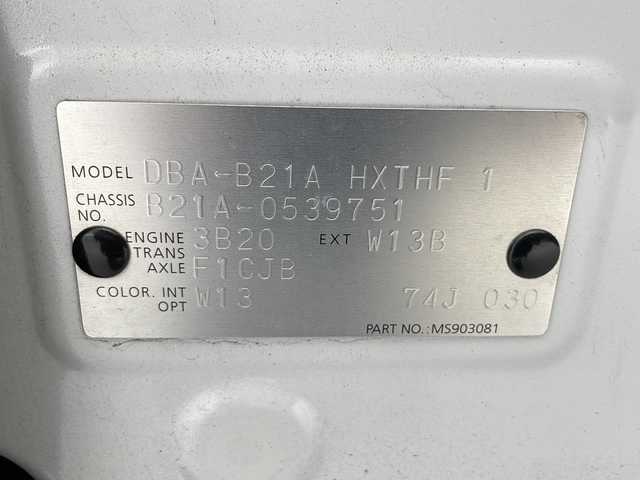 MODEL DBA-B21A HXTHF 1
CHASSIS NO. B21A-0539751
ENGINE 3B20 EXT W13B
TRANS AXLE F1CJB
COLOR. INT W13 74J 030
OPT
PART NO.:MS903081